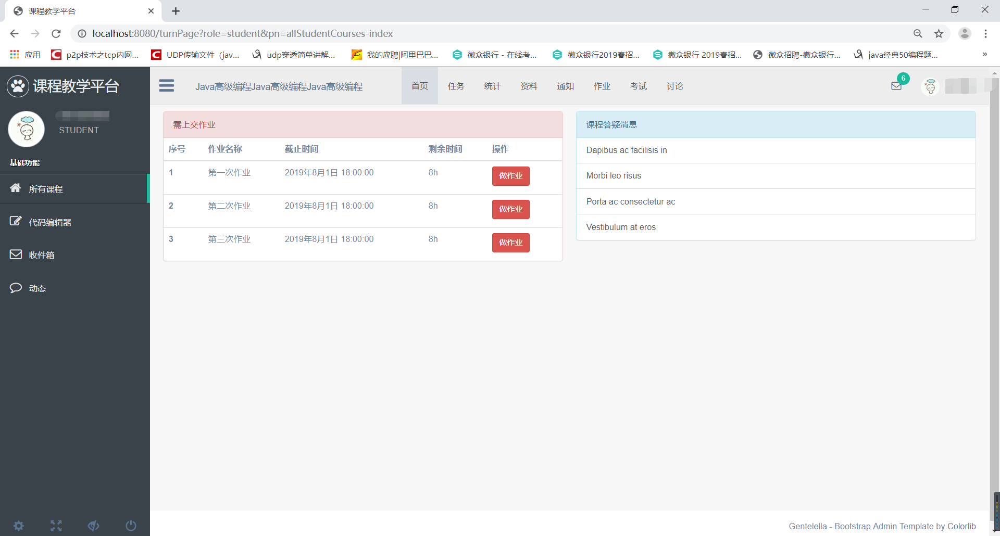 课程教学平台
localhost:8080/turnPage?role=student&pn=allStudentCourses-index
应用 p2p技术之tcp内网... UDP传输文件（jav... udp穿透简单讲解... 我的应聘|阿里巴巴... 微众银行 - 在线考... 微众银行2019春招... 微众银行 2019春招... 微众招聘-微众银行... java经典50编程题... »
课程教学平台
STUDENT
基础功能
所有课程
代码编辑器
收件箱
动态
Java高级编程Java高级编程Java高级编程 首页 任务 统计 资料 通知 作业 考试 讨论 6
需上交作业
序号 作业名称 截止时间 剩余时间 操作
1 第一次作业 2019年8月1日 18:00:00 8h 做作业
2 第二次作业 2019年8月1日 18:00:00 8h 做作业
3 第三次作业 2019年8月1日 18:00:00 8h 做作业
课程答疑消息
Dapibus ac facilisis in
Morbi leo risus
Porta ac consectetur ac
Vestibulum at eros
Gentelella - Bootstrap Admin Template by Colorlib